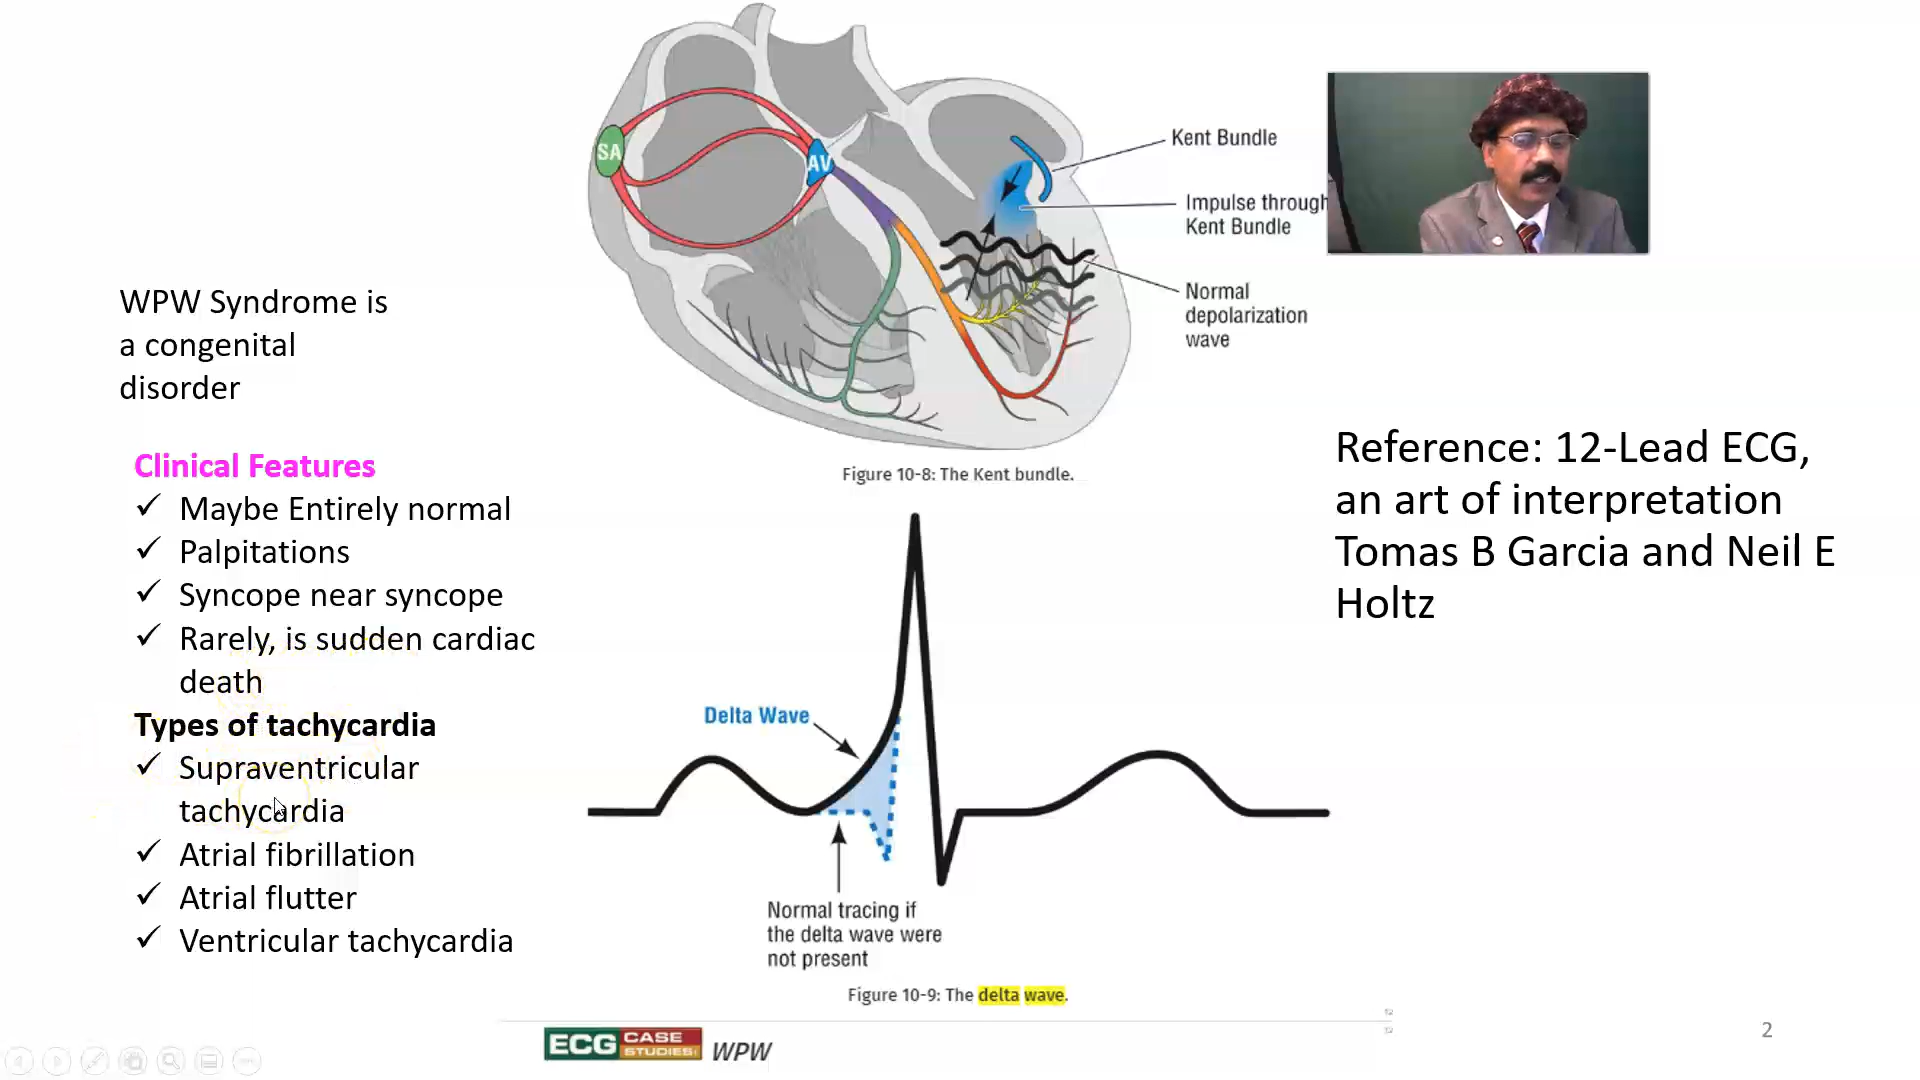 SA
AV
Kent Bundle
Impulse through
Kent Bundle
Normal
depolarization
wave
Figure 10-8: The Kent bundle.
WPW Syndrome is
a congenital
disorder
Clinical Features
✓ Maybe Entirely normal
✓ Palpitations
✓ Syncope near syncope
✓ Rarely, is sudden cardiac
death
Types of tachycardia
✓ Supraventricular
tachycardia
✓ Atrial fibrillation
✓ Atrial flutter
✓ Ventricular tachycardia
Delta Wave
Normal tracing if
the delta wave were
not present
Figure 10-9: The delta wave.
Reference: 12-Lead ECG,
an art of interpretation
Tomas B Garcia and Neil E
Holtz
ECG CASE
STUDIES:
WPW
2